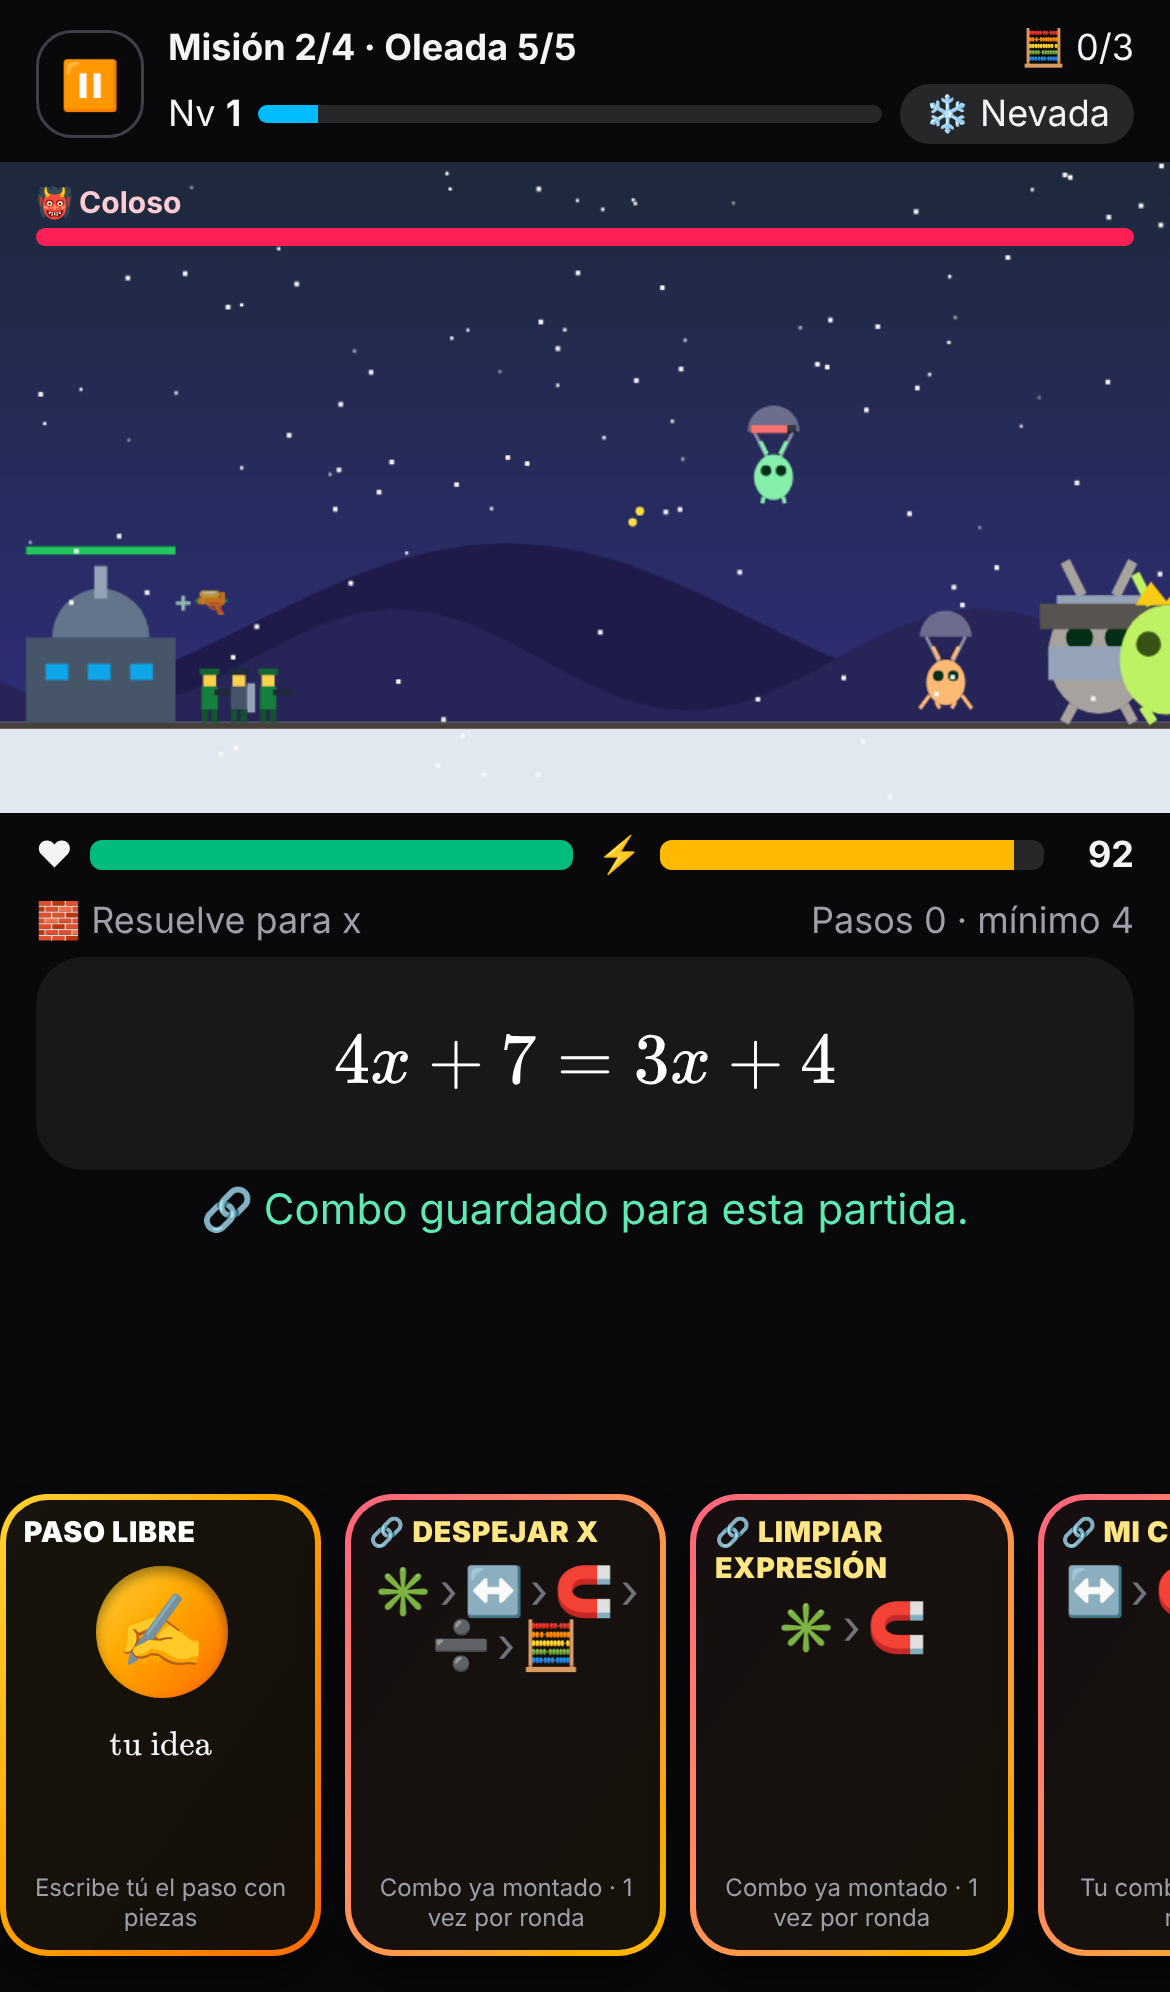 Misión 2/4 · Oleada 5/5
0/3
Nv 1
Nevada
Coloso
92
Resuelve para x
Pasos 0 · mínimo 4
4x + 7 = 3x + 4
Combo guardado para esta partida.
PASO LIBRE
tu idea
Escribe tú el paso con
piezas
DESPEJAR X
Combo ya montado · 1
vez por ronda
LIMPIAR
EXPRESIÓN
Combo ya montado · 1
vez por ronda
MI C
Tu comb